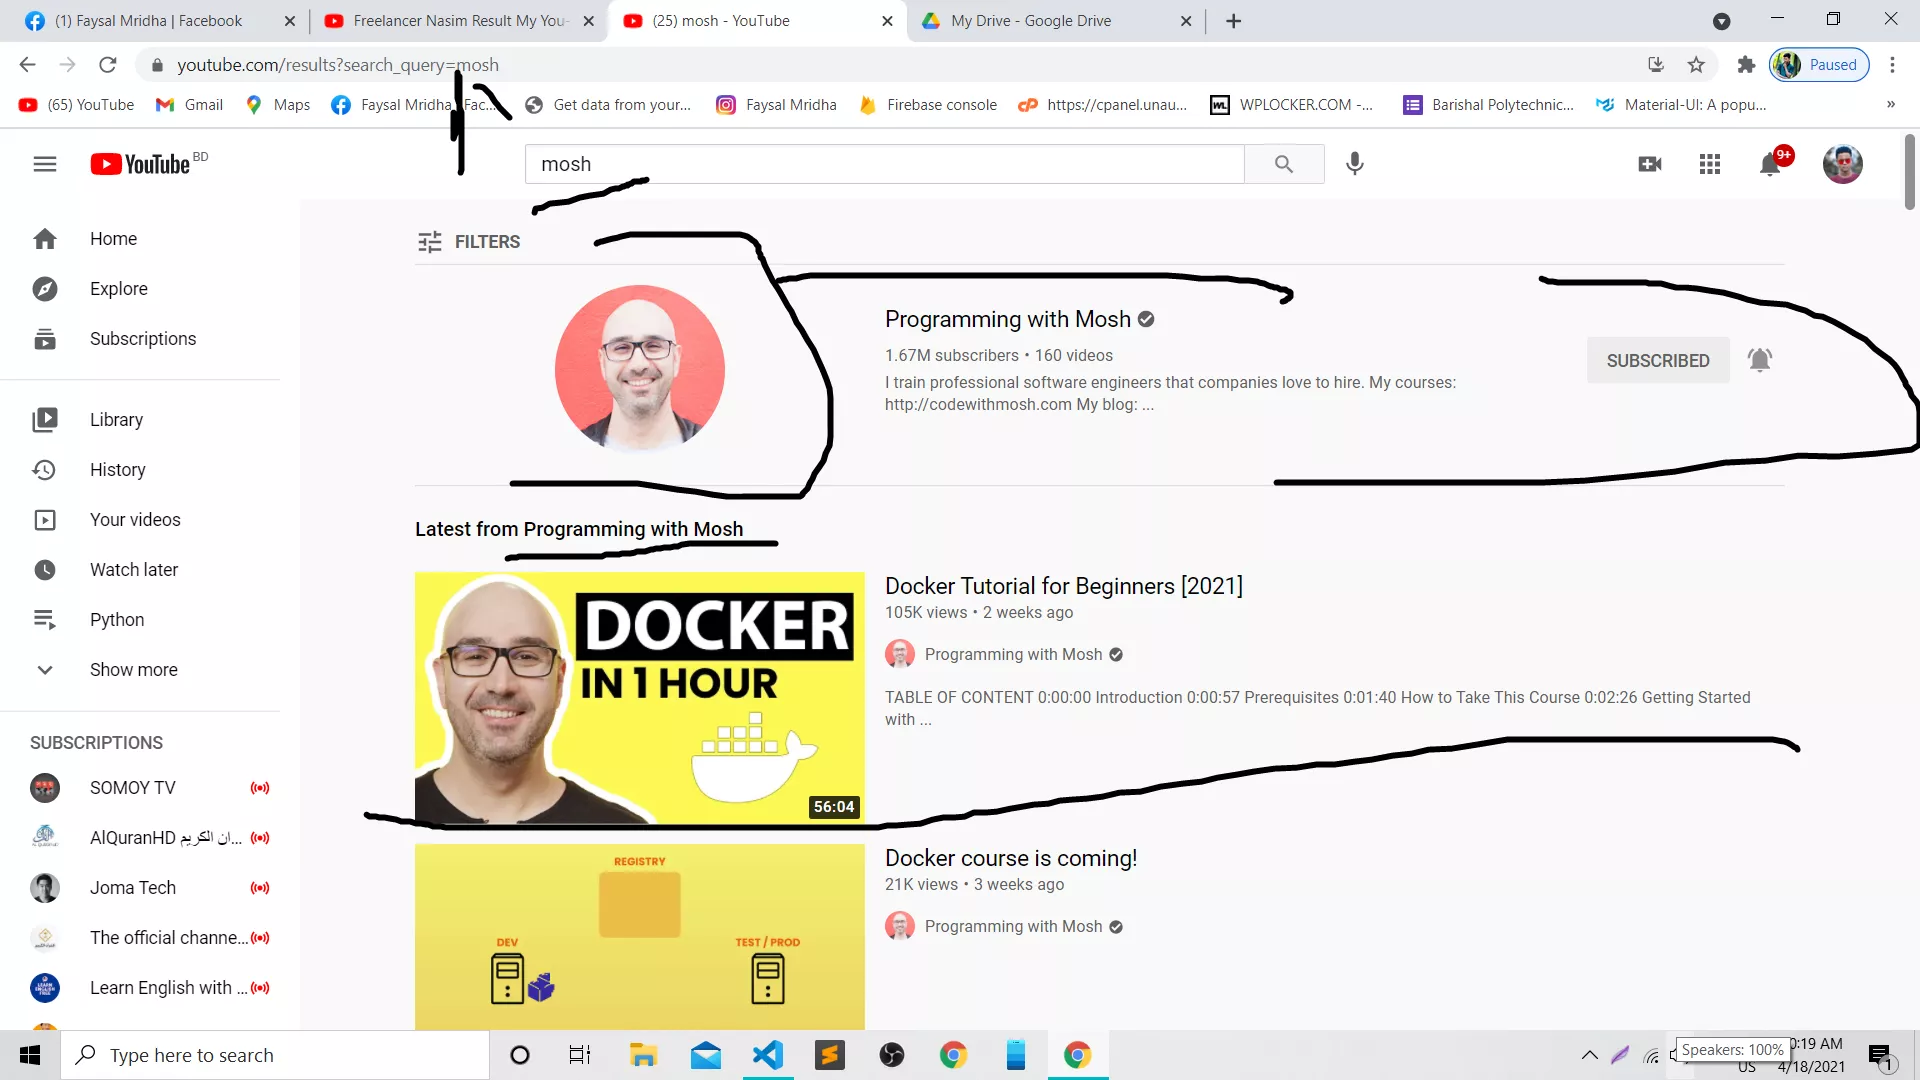 (1) Faysal Mridha | Facebook
Freelancer Nasim Result My You-
(25) mosh - YouTube
My Drive - Google Drive
youtube.com/results?search_query=mosh
Paused
(65) YouTube
Gmail
Maps
Faysal Mridha
Get data from your...
Faysal Mridha
Firebase console
https://cpanel.unau...
WL
WPLOCKER.COM -...
Barishal Polytechnic...
Material-UI: A popu...
»
YouTube BD
mosh
9+
Home
Explore
Subscriptions
Library
History
Your videos
Watch later
Python
Show more
SUBSCRIPTIONS
SOMOY TV
AlQuranHD ان الكريم...
Joma Tech
The official channe...
Learn English with ...
FILTERS
Programming with Mosh
1.67M subscribers • 160 videos
I train professional software engineers that companies love to hire. My courses:
http://codewithmosh.com My blog: ...
SUBSCRIBED
Latest from Programming with Mosh
DOCKER
IN 1 HOUR
56:04
Docker Tutorial for Beginners [2021]
105K views • 2 weeks ago
Programming with Mosh
TABLE OF CONTENT 0:00:00 Introduction 0:00:57 Prerequisites 0:01:40 How to Take This Course 0:02:26 Getting Started
with ...
REGISTRY
DEV
TEST / PROD
Docker course is coming!
21K views • 3 weeks ago
Programming with Mosh
Type here to search
Speakers: 100%
0:19 AM
US
4/18/2021
1